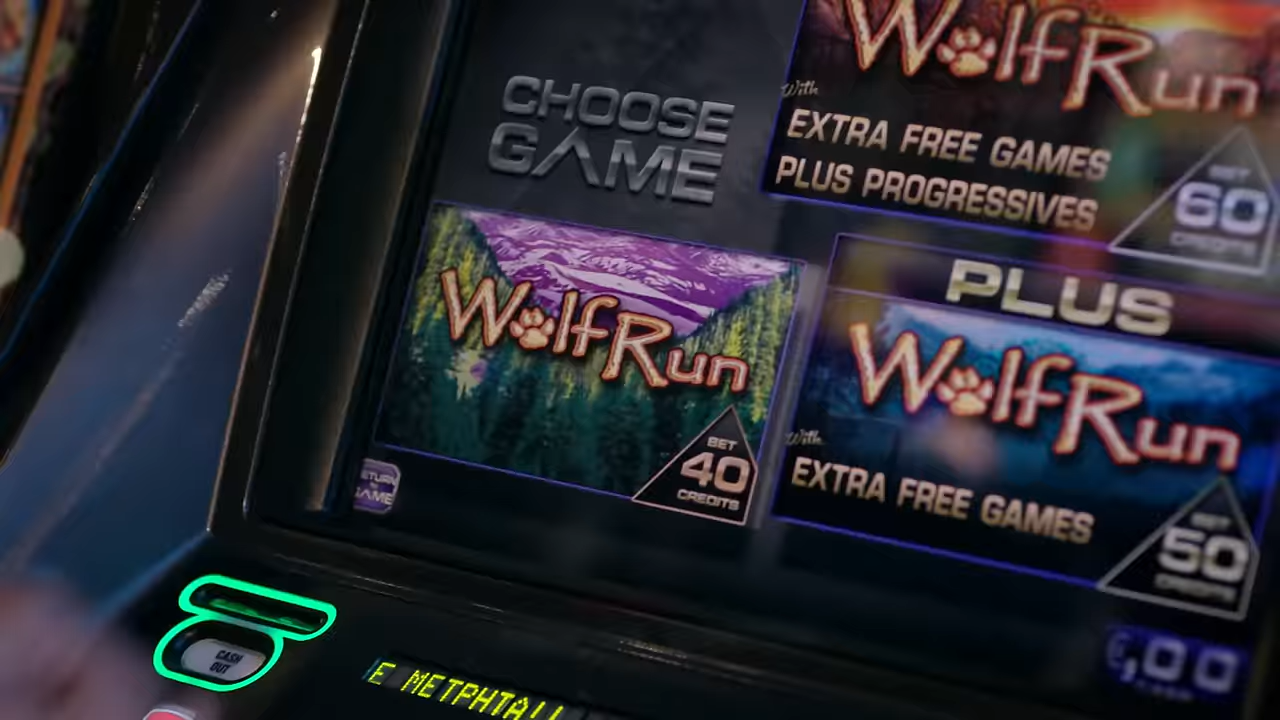 CHOOSE
GAME
WolfRun
With
EXTRA FREE GAMES
PLUS PROGRESSIVES
BET
60
CREDITS
WolfRun
BET
40
CREDITS
PLUS
WolfRun
With
EXTRA FREE GAMES
BET
50
CREDITS
GAME
CASH
OUT